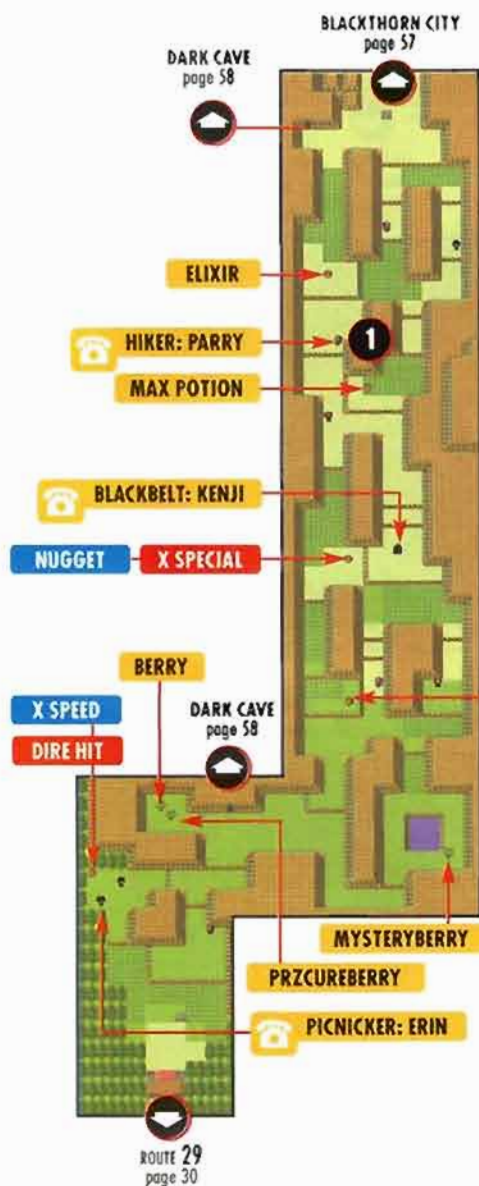 BLACKTHORN CITY
page 57
DARK CAVE
page 58
ELIXIR
HIKER: PARRY
1
MAX POTION
BLACKBELT: KENJI
NUGGET
X SPECIAL
BERRY
X SPEED
DARK CAVE
page 58
DIRE HIT
MYSTERYBERRY
PRZCUREBERRY
PICNICKER: ERIN
ROUTE 29
page 30